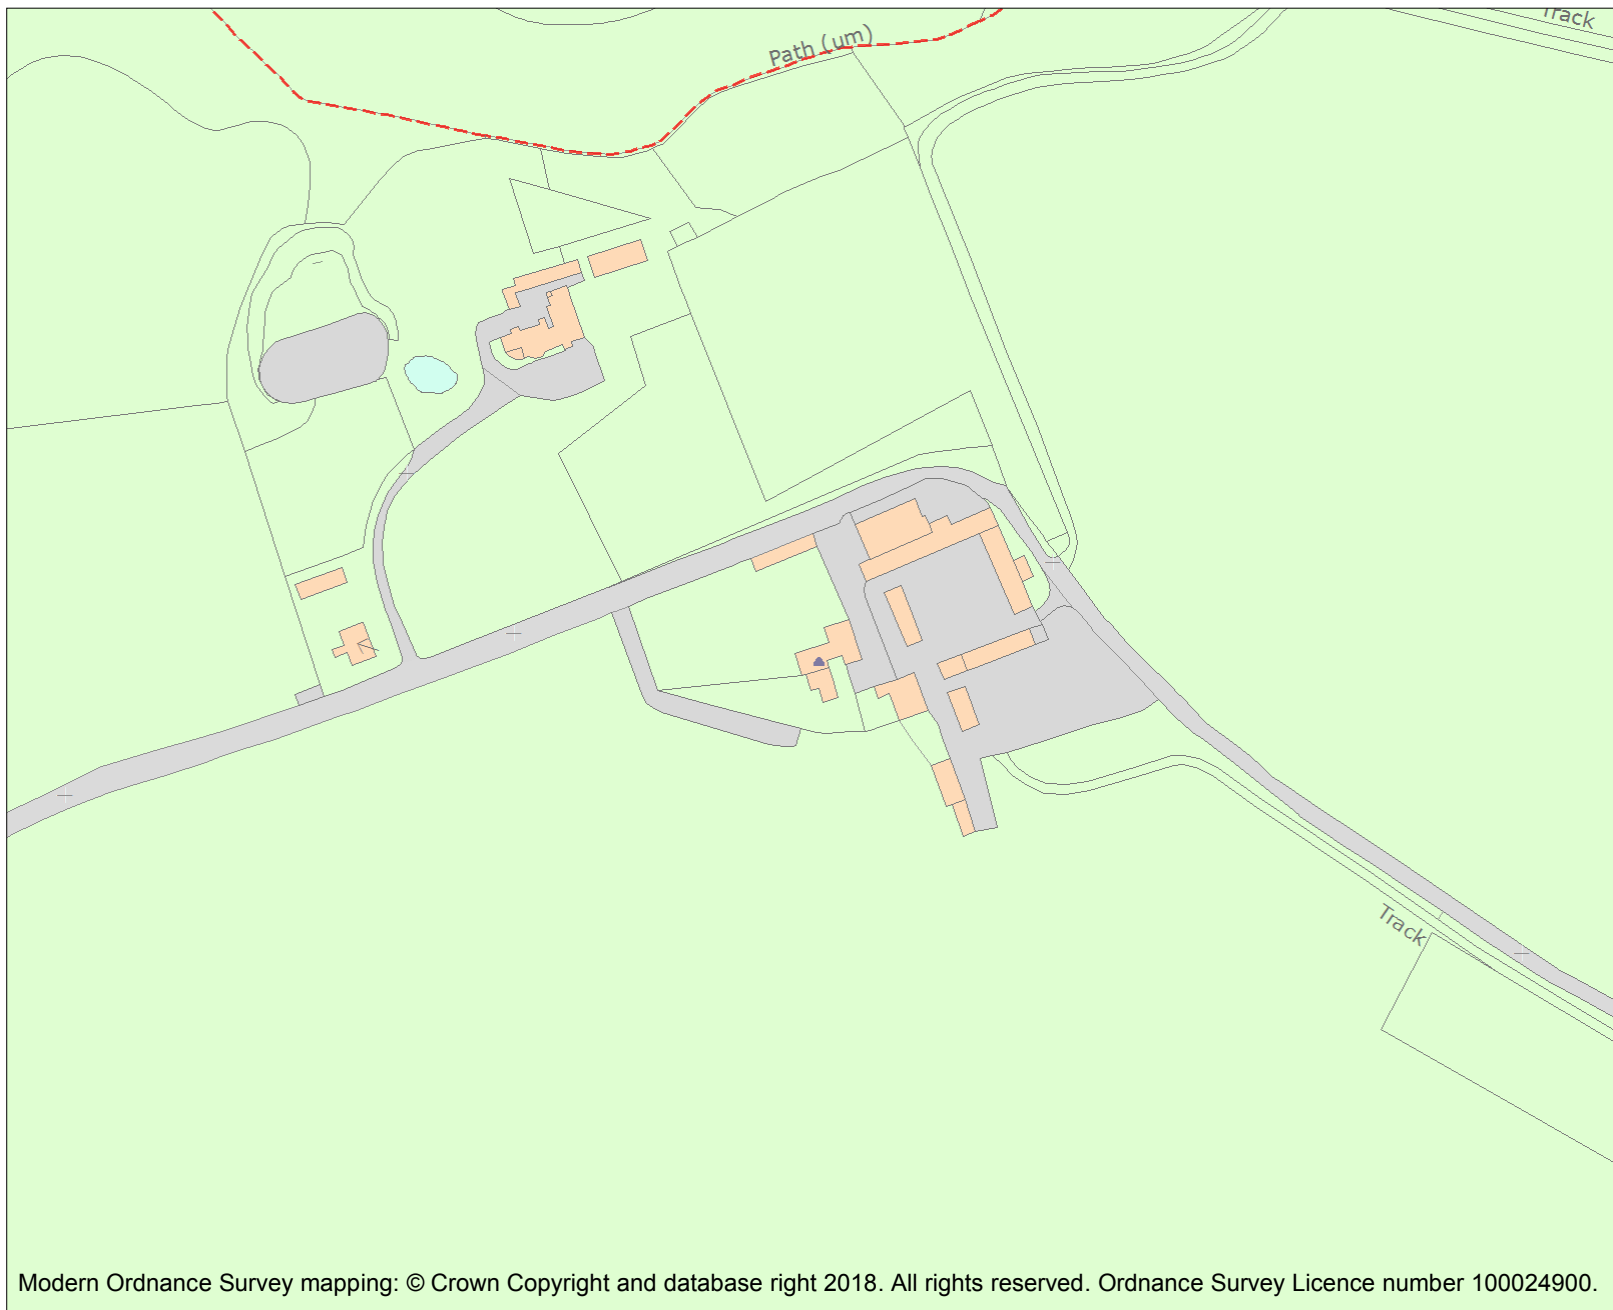 Track
Path (um)
Track
Modern Ordnance Survey mapping: © Crown Copyright and database right 2018. All rights reserved. Ordnance Survey Licence number 100024900.